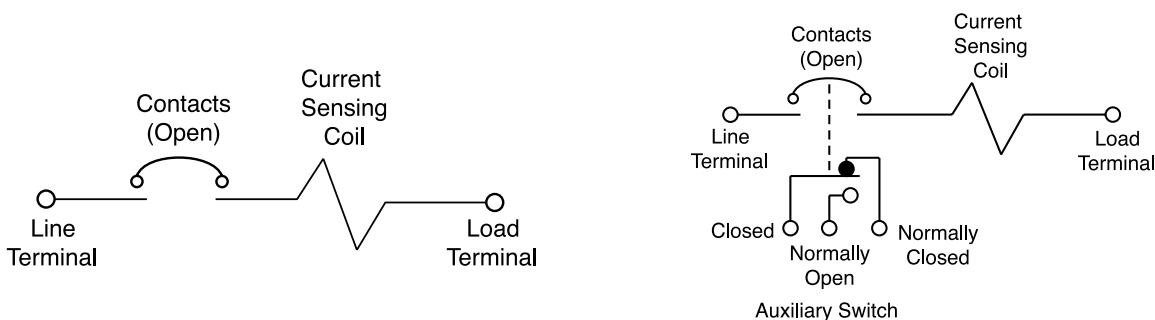 Contacts
(Open)
Current
Sensing
Coil
Line
Terminal
Load
Terminal
Contacts
(Open)
Current
Sensing
Coil
Line
Terminal
Load
Terminal
Closed
Normally
Open
Normally
Closed
Auxiliary Switch